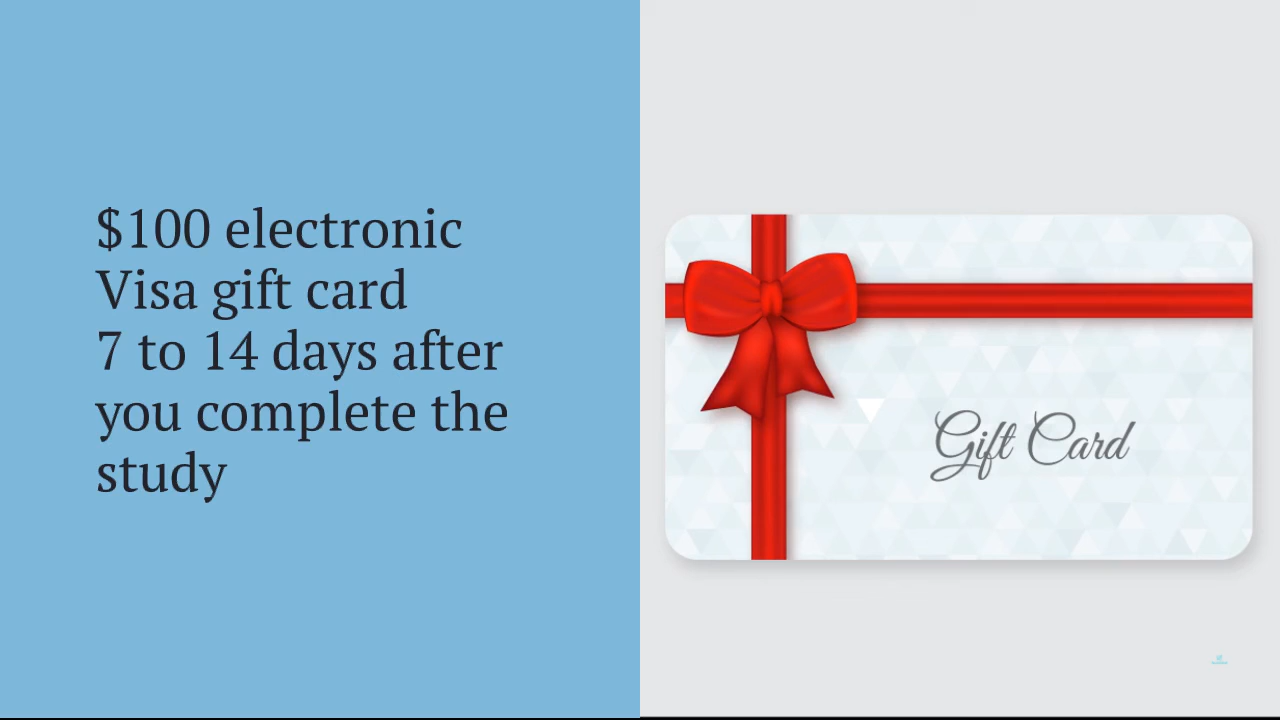 $100 electronic
Visa gift card
7 to 14 days after
you complete the
study
Gift Card